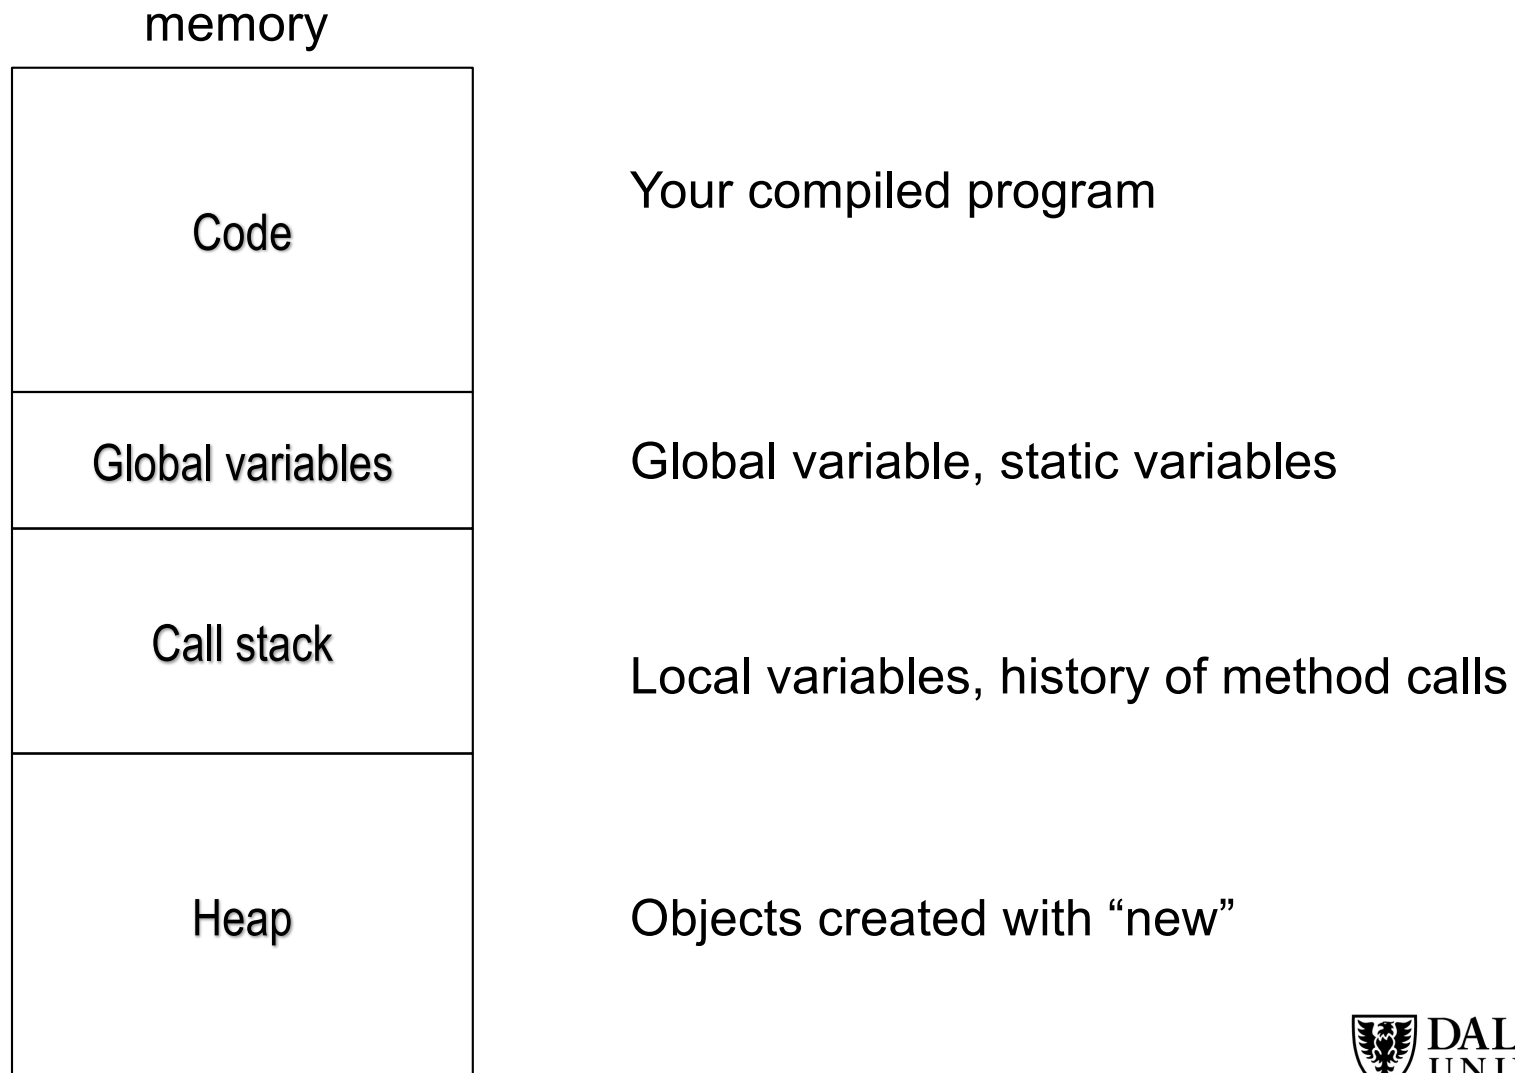 memory
Code
Your compiled program
Global variables
Global variable, static variables
Call stack
Local variables, history of method calls
Heap
Objects created with “new”